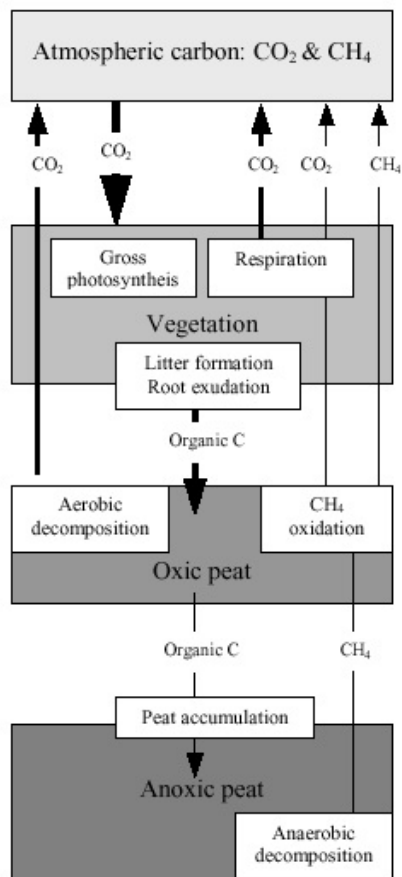 Atmospheric carbon: CO₂ & CH₄
CO₂
CO₂
CO₂
CO₂
CH₄
Gross
photosyntheis
Respiration
Vegetation
Litter formation
Root exudation
Organic C
Aerobic
decomposition
CH₄
oxidation
Oxic peat
Organic C
CH₄
Peat accumulation
Anoxic peat
Anaerobic
decomposition